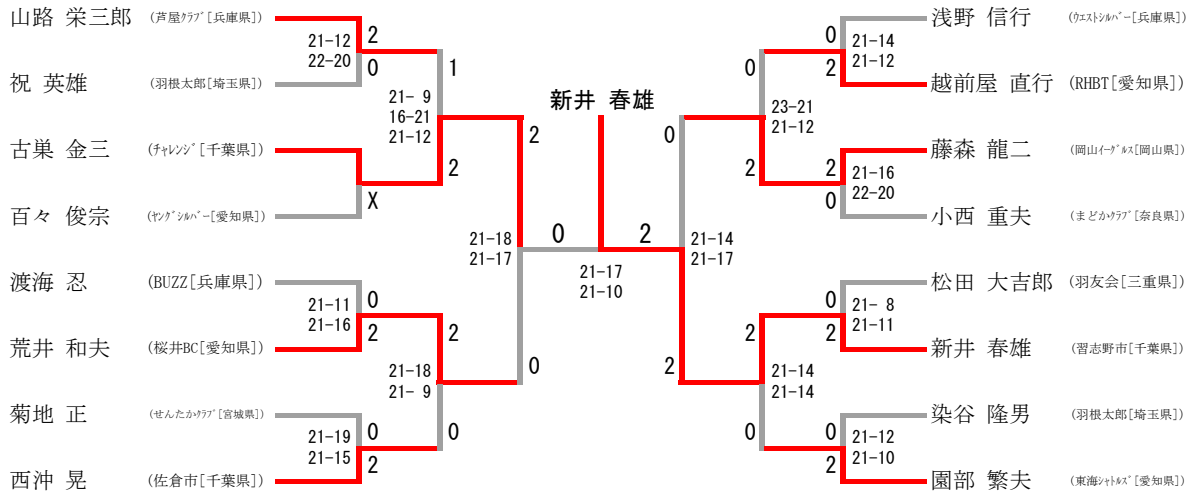 山路 栄三郎 (芦屋ｸﾗﾌﾞ[兵庫県])
21-12 2
22-20 0
祝 英雄 (羽根太郎[埼玉県])
1
21- 9
16-21
21-12
2
古巣 金三 (ﾁｬﾚﾝｼﾞ[千葉県])
X
百々 俊宗 (ﾔﾝｸﾞｼﾙﾊﾞｰ[愛知県])
2
21-18
21-17
0
渡海 忍 (BUZZ[兵庫県])
21-11 0
21-16 2
荒井 和夫 (桜井BC[愛知県])
2
21-18
21- 9
0
菊地 正 (せんたかｸﾗﾌﾞ[宮城県])
21-19 0
21-15 2
西沖 晃 (佐倉市[千葉県])
新井 春雄
0 2
21-17
21-10
浅野 信行 (ｳｴｽﾄｼﾙﾊﾞｰ[兵庫県])
0 21-14
2 21-12
越前屋 直行 (RHBT[愛知県])
0
23-21
21-12
2
藤森 龍二 (岡山ｲｰｸﾞﾙｽ[岡山県])
2 21-16
0 22-20
小西 重夫 (まどかｸﾗﾌﾞ[奈良県])
0
21-14
21-17
2
松田 大吉郎 (羽友会[三重県])
0 21- 8
2 21-11
新井 春雄 (習志野市[千葉県])
2
21-14
21-14
0
染谷 隆男 (羽根太郎[埼玉県])
0 21-12
2 21-10
園部 繁夫 (東海ｼｬﾄﾙｽﾞ[愛知県])